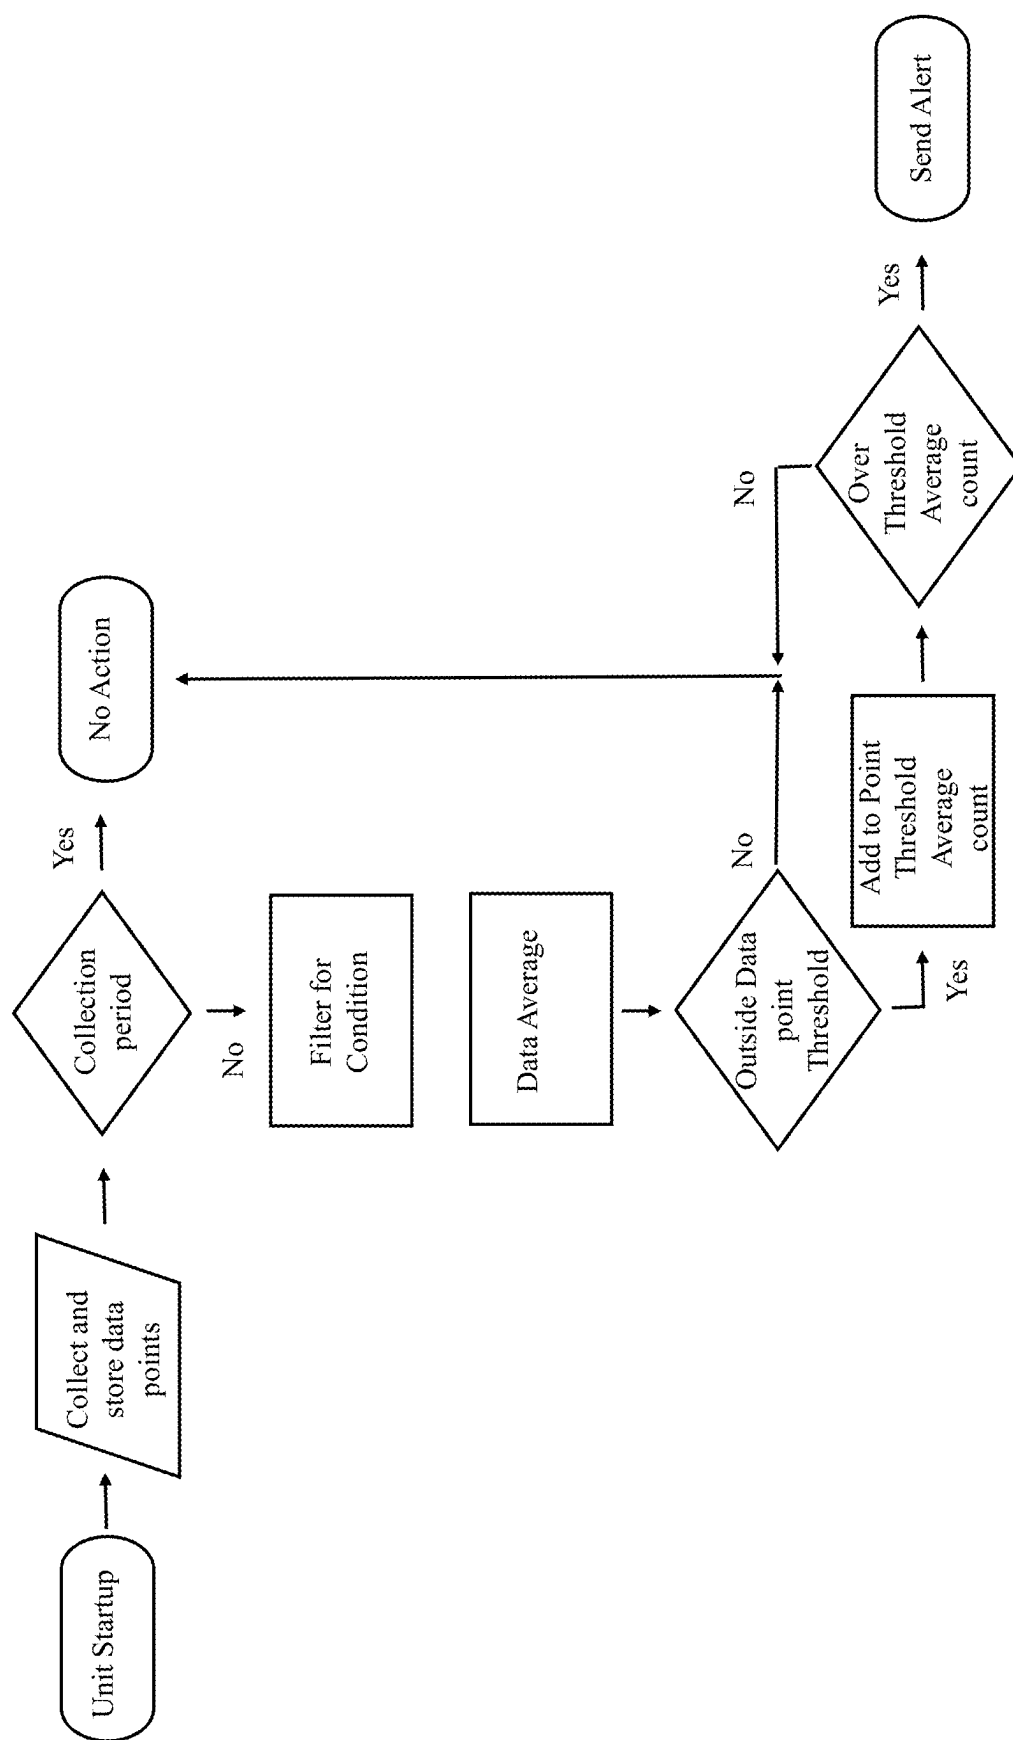 Unit Startup
Collect and
store data
points
Collection
period
Yes
No Action
No
Filter for
Condition
Data Average
Outside Data
point
Threshold
No
Yes
Add to Point
Threshold
Average
count
Over
Threshold
Average
count
No
Yes
Send Alert